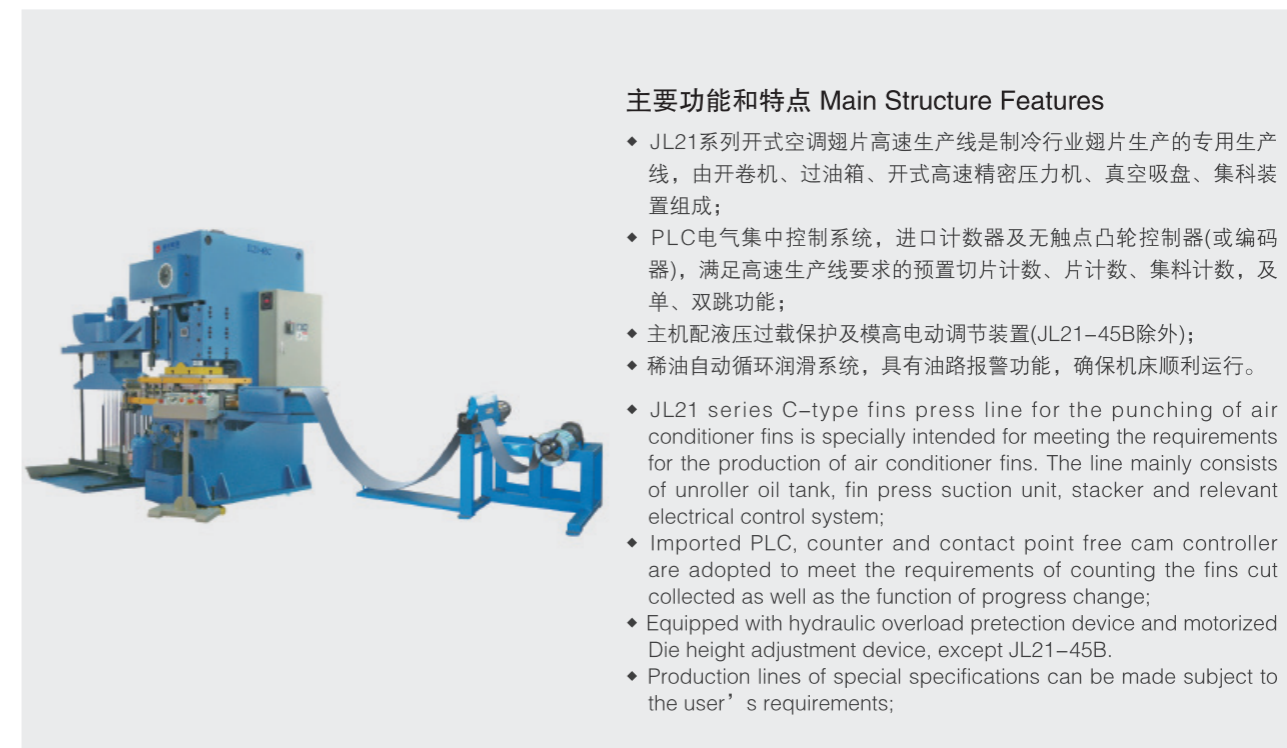 主要功能和特点 Main Structure Features
◆ JL21系列开式空调翅片高速生产线是制冷行业翅片生产的专用生产
线，由开卷机、过油箱、开式高速精密压力机、真空吸盘、集科装
置组成；
◆ PLC电气集中控制系统，进口计数器及无触点凸轮控制器(或编码
器)，满足高速生产线要求的预置切片计数、片计数、集料计数，及
单、双跳功能；
◆ 主机配液压过载保护及模高电动调节装置(JL21-45B除外)；
◆ 稀油自动循环润滑系统，具有油路报警功能，确保机床顺利运行。
◆ JL21 series C-type fins press line for the punching of air
conditioner fins is specially intended for meeting the requirements
for the production of air conditioner fins. The line mainly consists
of unroller oil tank, fin press suction unit, stacker and relevant
electrical control system;
◆ Imported PLC, counter and contact point free cam controller
are adopted to meet the requirements of counting the fins cut
collected as well as the function of progress change;
◆ Equipped with hydraulic overload pretection device and motorized
Die height adjustment device, except JL21-45B.
◆ Production lines of special specifications can be made subject to
the user’s requirements;